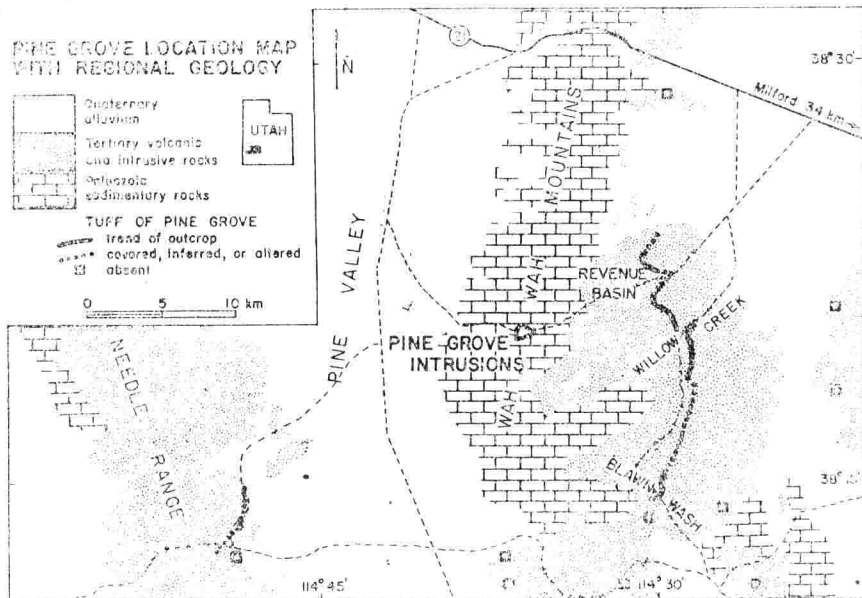 PINE GROVE LOCATION MAP
WITH REGIONAL GEOLOGY
Quaternary
alluvium
Tertiary volcanic
and intrusive rocks
Paleozoic
sedimentary rocks
UTAH
TUFF OF PINE GROVE
trend of outcrop
covered, inferred, or altered
absent
0 5 10 km
N
21
38° 30'
Milford 34 km
WAH
MOUNTAINS
PINE VALLEY
REVENUE
BASIN
PINE GROVE
INTRUSIONS
WILLOW CREEK
WAH
NEEDLE
RANGE
BLAWN WASH
38°
114° 45'
114° 30'